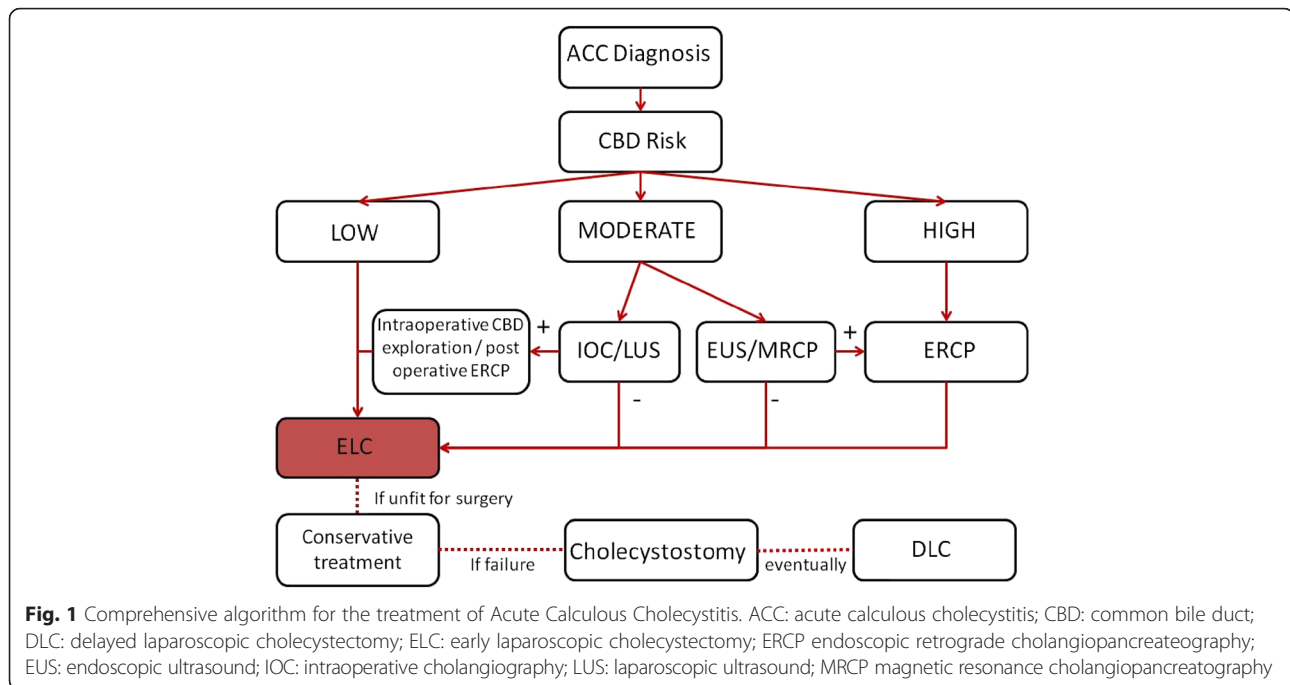 ACC Diagnosis
CBD Risk
LOW
MODERATE
HIGH
Intraoperative CBD
exploration / post
operative ERCP
+
IOC/LUS
EUS/MRCP
+
ERCP
-
-
ELC
If unfit for surgery
Conservative
treatment
If failure
Cholecystostomy
eventually
DLC
Fig. 1 Comprehensive algorithm for the treatment of Acute Calculous Cholecystitis. ACC: acute calculous cholecystitis; CBD: common bile duct;
DLC: delayed laparoscopic cholecystectomy; ELC: early laparoscopic cholecystectomy; ERCP endoscopic retrograde cholangiopancreateography;
EUS: endoscopic ultrasound; IOC: intraoperative cholangiography; LUS: laparoscopic ultrasound; MRCP magnetic resonance cholangiopancreatography